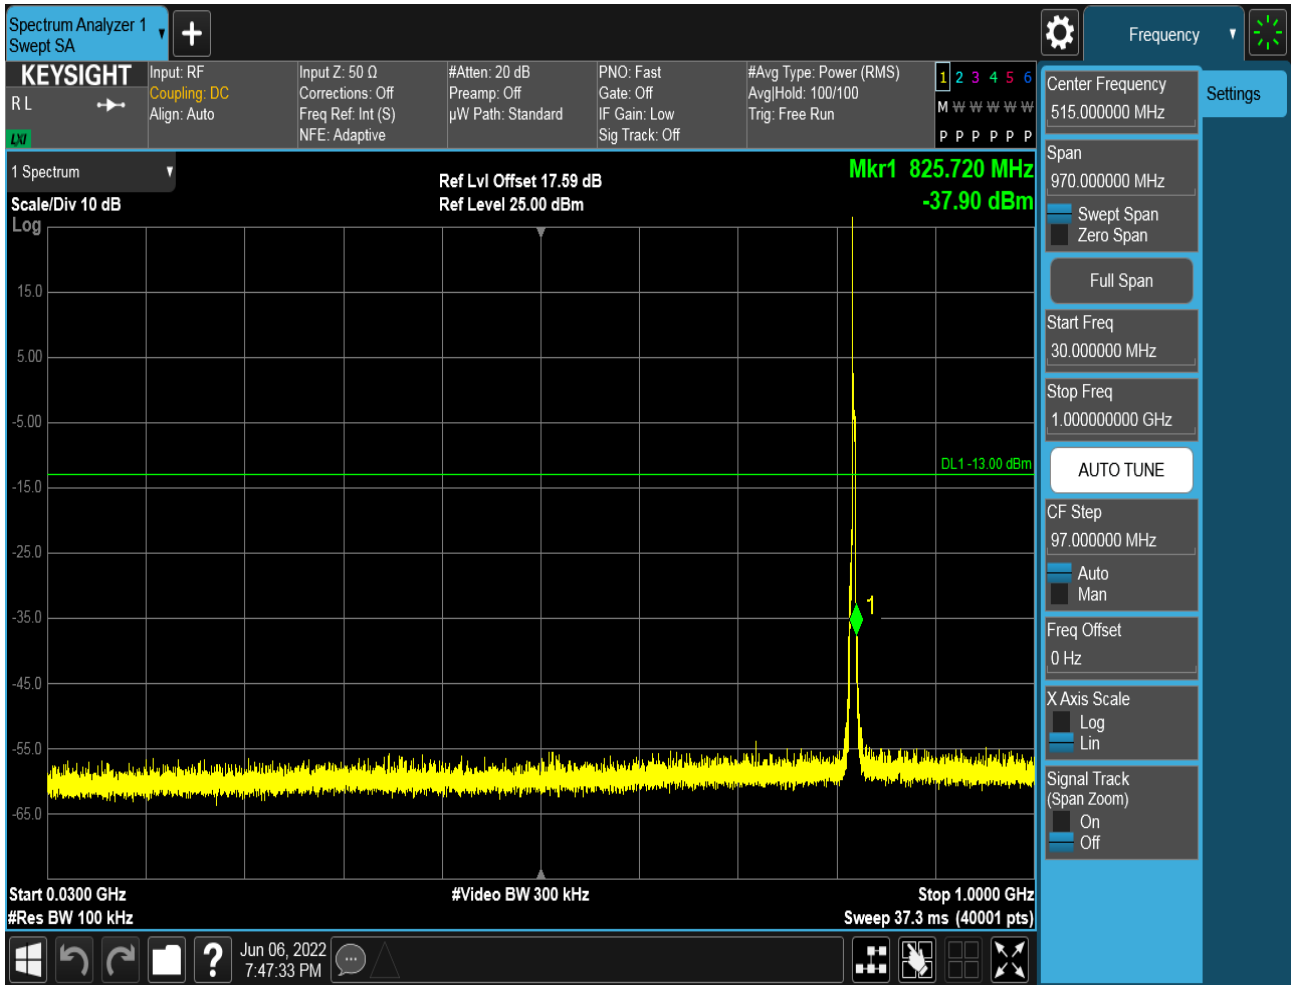 Spectrum Analyzer 1
Swept SA
Frequency
KEYSIGHT
R L
LXI
Input: RF
Coupling: DC
Align: Auto
Input Z: 50 Ω
Corrections: Off
Freq Ref: Int (S)
NFE: Adaptive
#Atten: 20 dB
Preamp: Off
µW Path: Standard
PNO: Fast
Gate: Off
IF Gain: Low
Sig Track: Off
#Avg Type: Power (RMS)
Avg|Hold: 100/100
Trig: Free Run
1 2 3 4 5 6
M W W W W W
P P P P P P
1 Spectrum
Scale/Div 10 dB
Log
Ref Lvl Offset 17.59 dB
Ref Level 25.00 dBm
Mkr1 825.720 MHz
-37.90 dBm
15.0
5.00
-5.00
DL1 -13.00 dBm
-15.0
-25.0
-35.0
1
-45.0
-55.0
-65.0
Start 0.0300 GHz
#Video BW 300 kHz
Stop 1.0000 GHz
#Res BW 100 kHz
Sweep 37.3 ms (40001 pts)
Center Frequency
515.000000 MHz
Settings
Span
970.000000 MHz
Swept Span
Zero Span
Full Span
Start Freq
30.000000 MHz
Stop Freq
1.000000000 GHz
AUTO TUNE
CF Step
97.000000 MHz
Auto
Man
Freq Offset
0 Hz
X Axis Scale
Log
Lin
Signal Track
(Span Zoom)
On
Off
?
Jun 06, 2022
7:47:33 PM